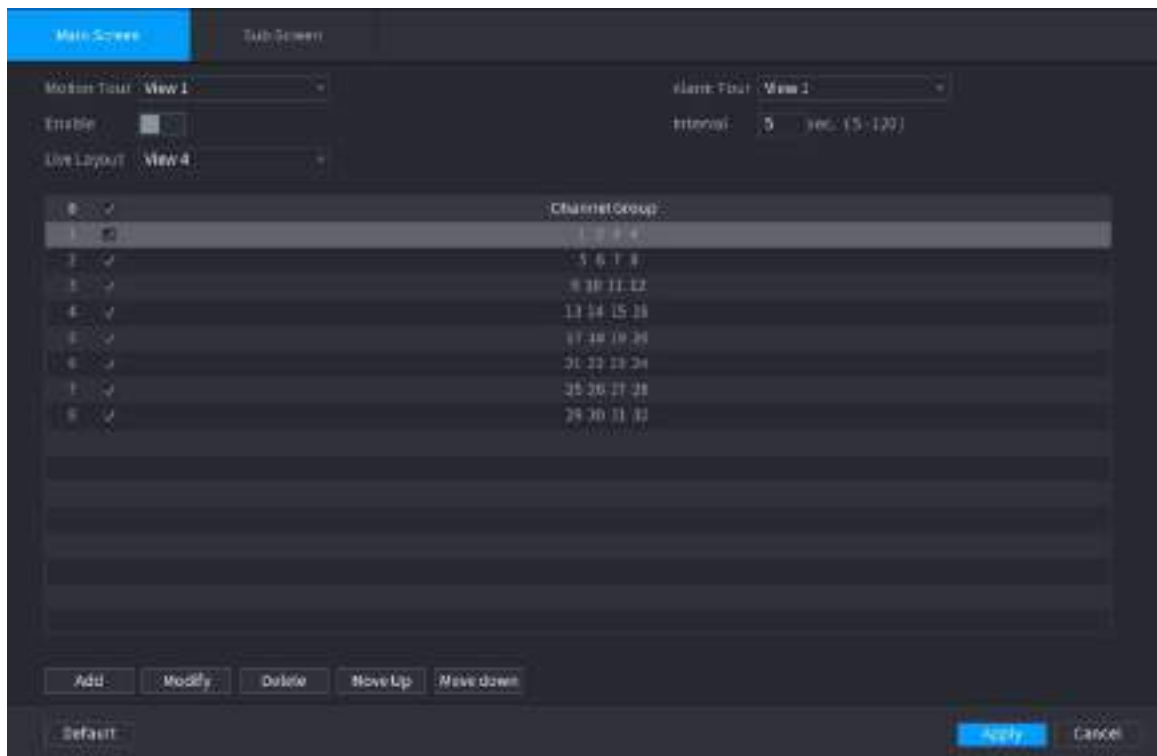 Main Screen Sub Screen
Motion Tour View 1 Alarm Tour View 1
Enable Interval 5 sec. (5-120)
Live Layout View 4
8 Channel Group
1 1 2 3 4
2 5 6 7 8
3 9 10 11 12
4 13 14 15 16
5 17 18 19 20
6 21 22 23 24
7 25 26 27 28
8 29 30 31 32
Add Modify Delete Move Up Move down
Default Apply Cancel